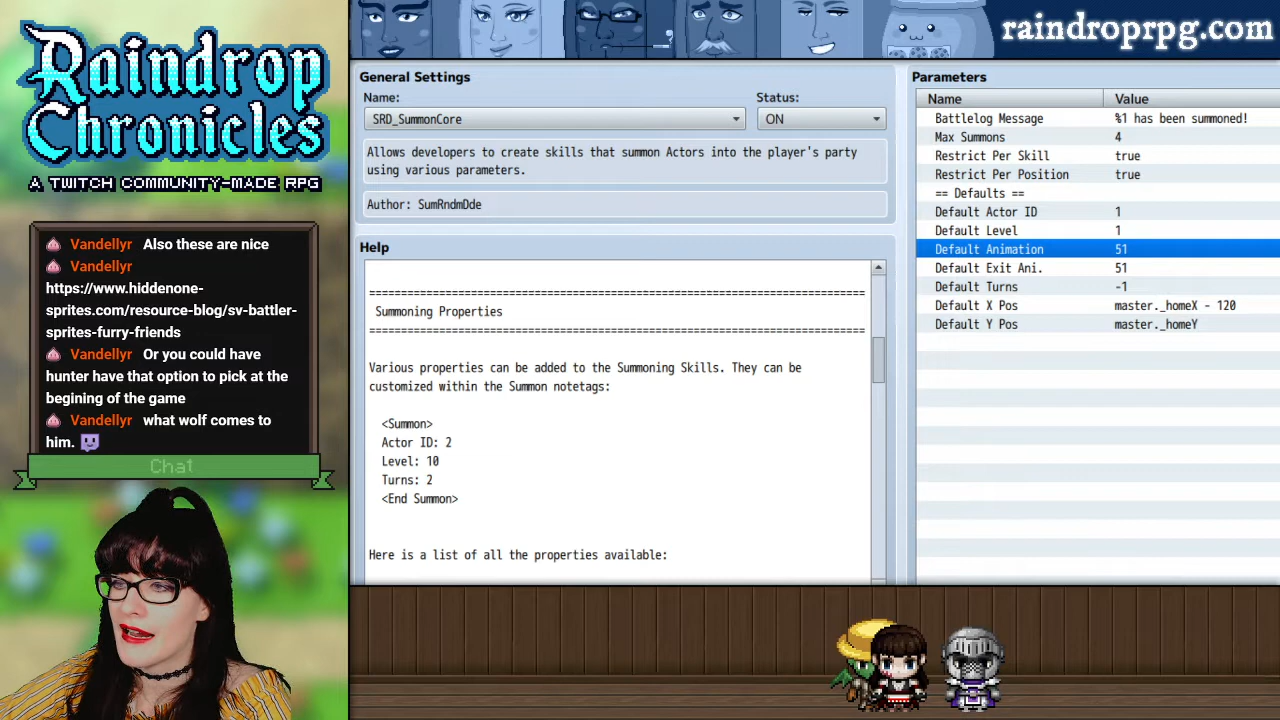 Raindrop
Chronicles
A TWITCH COMMUNITY-MADE RPG
Vandellyr Also these are nice
Vandellyr
https://www.hiddenone-
sprites.com/resource-blog/sv-battler-
sprites-furry-friends
Vandellyr Or you could have
hunter have that option to pick at the
begining of the game
Vandellyr what wolf comes to
him.
Chat
raindroprpg.com
General Settings
Name:
Status:
SRD_SummonCore
ON
Allows developers to create skills that summon Actors into the player's party
using various parameters.
Author: SumRndmDde
Help
================================================================================
Summoning Properties
================================================================================
Various properties can be added to the Summoning Skills. They can be
customized within the Summon notetags:
<Summon>
Actor ID: 2
Level: 10
Turns: 2
<End Summon>
Here is a list of all the properties available:
Parameters
Name Value
Battlelog Message %1 has been summoned!
Max Summons 4
Restrict Per Skill true
Restrict Per Position true
== Defaults ==
Default Actor ID 1
Default Level 1
Default Animation 51
Default Exit Ani. 51
Default Turns -1
Default X Pos master._homeX - 120
Default Y Pos master._homeY